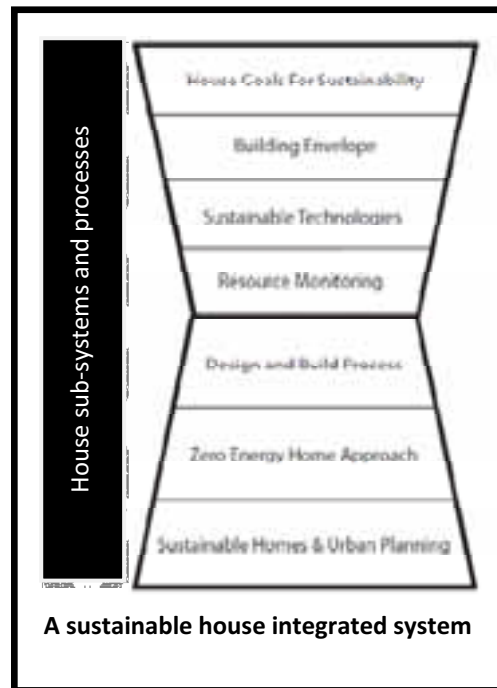 House sub-systems and processes
House Goals For Sustainability
Building Envelope
Sustainable Technologies
Resource Monitoring
Design and Build Process
Zero Energy Home Approach
Sustainable Homes & Urban Planning
A sustainable house integrated system